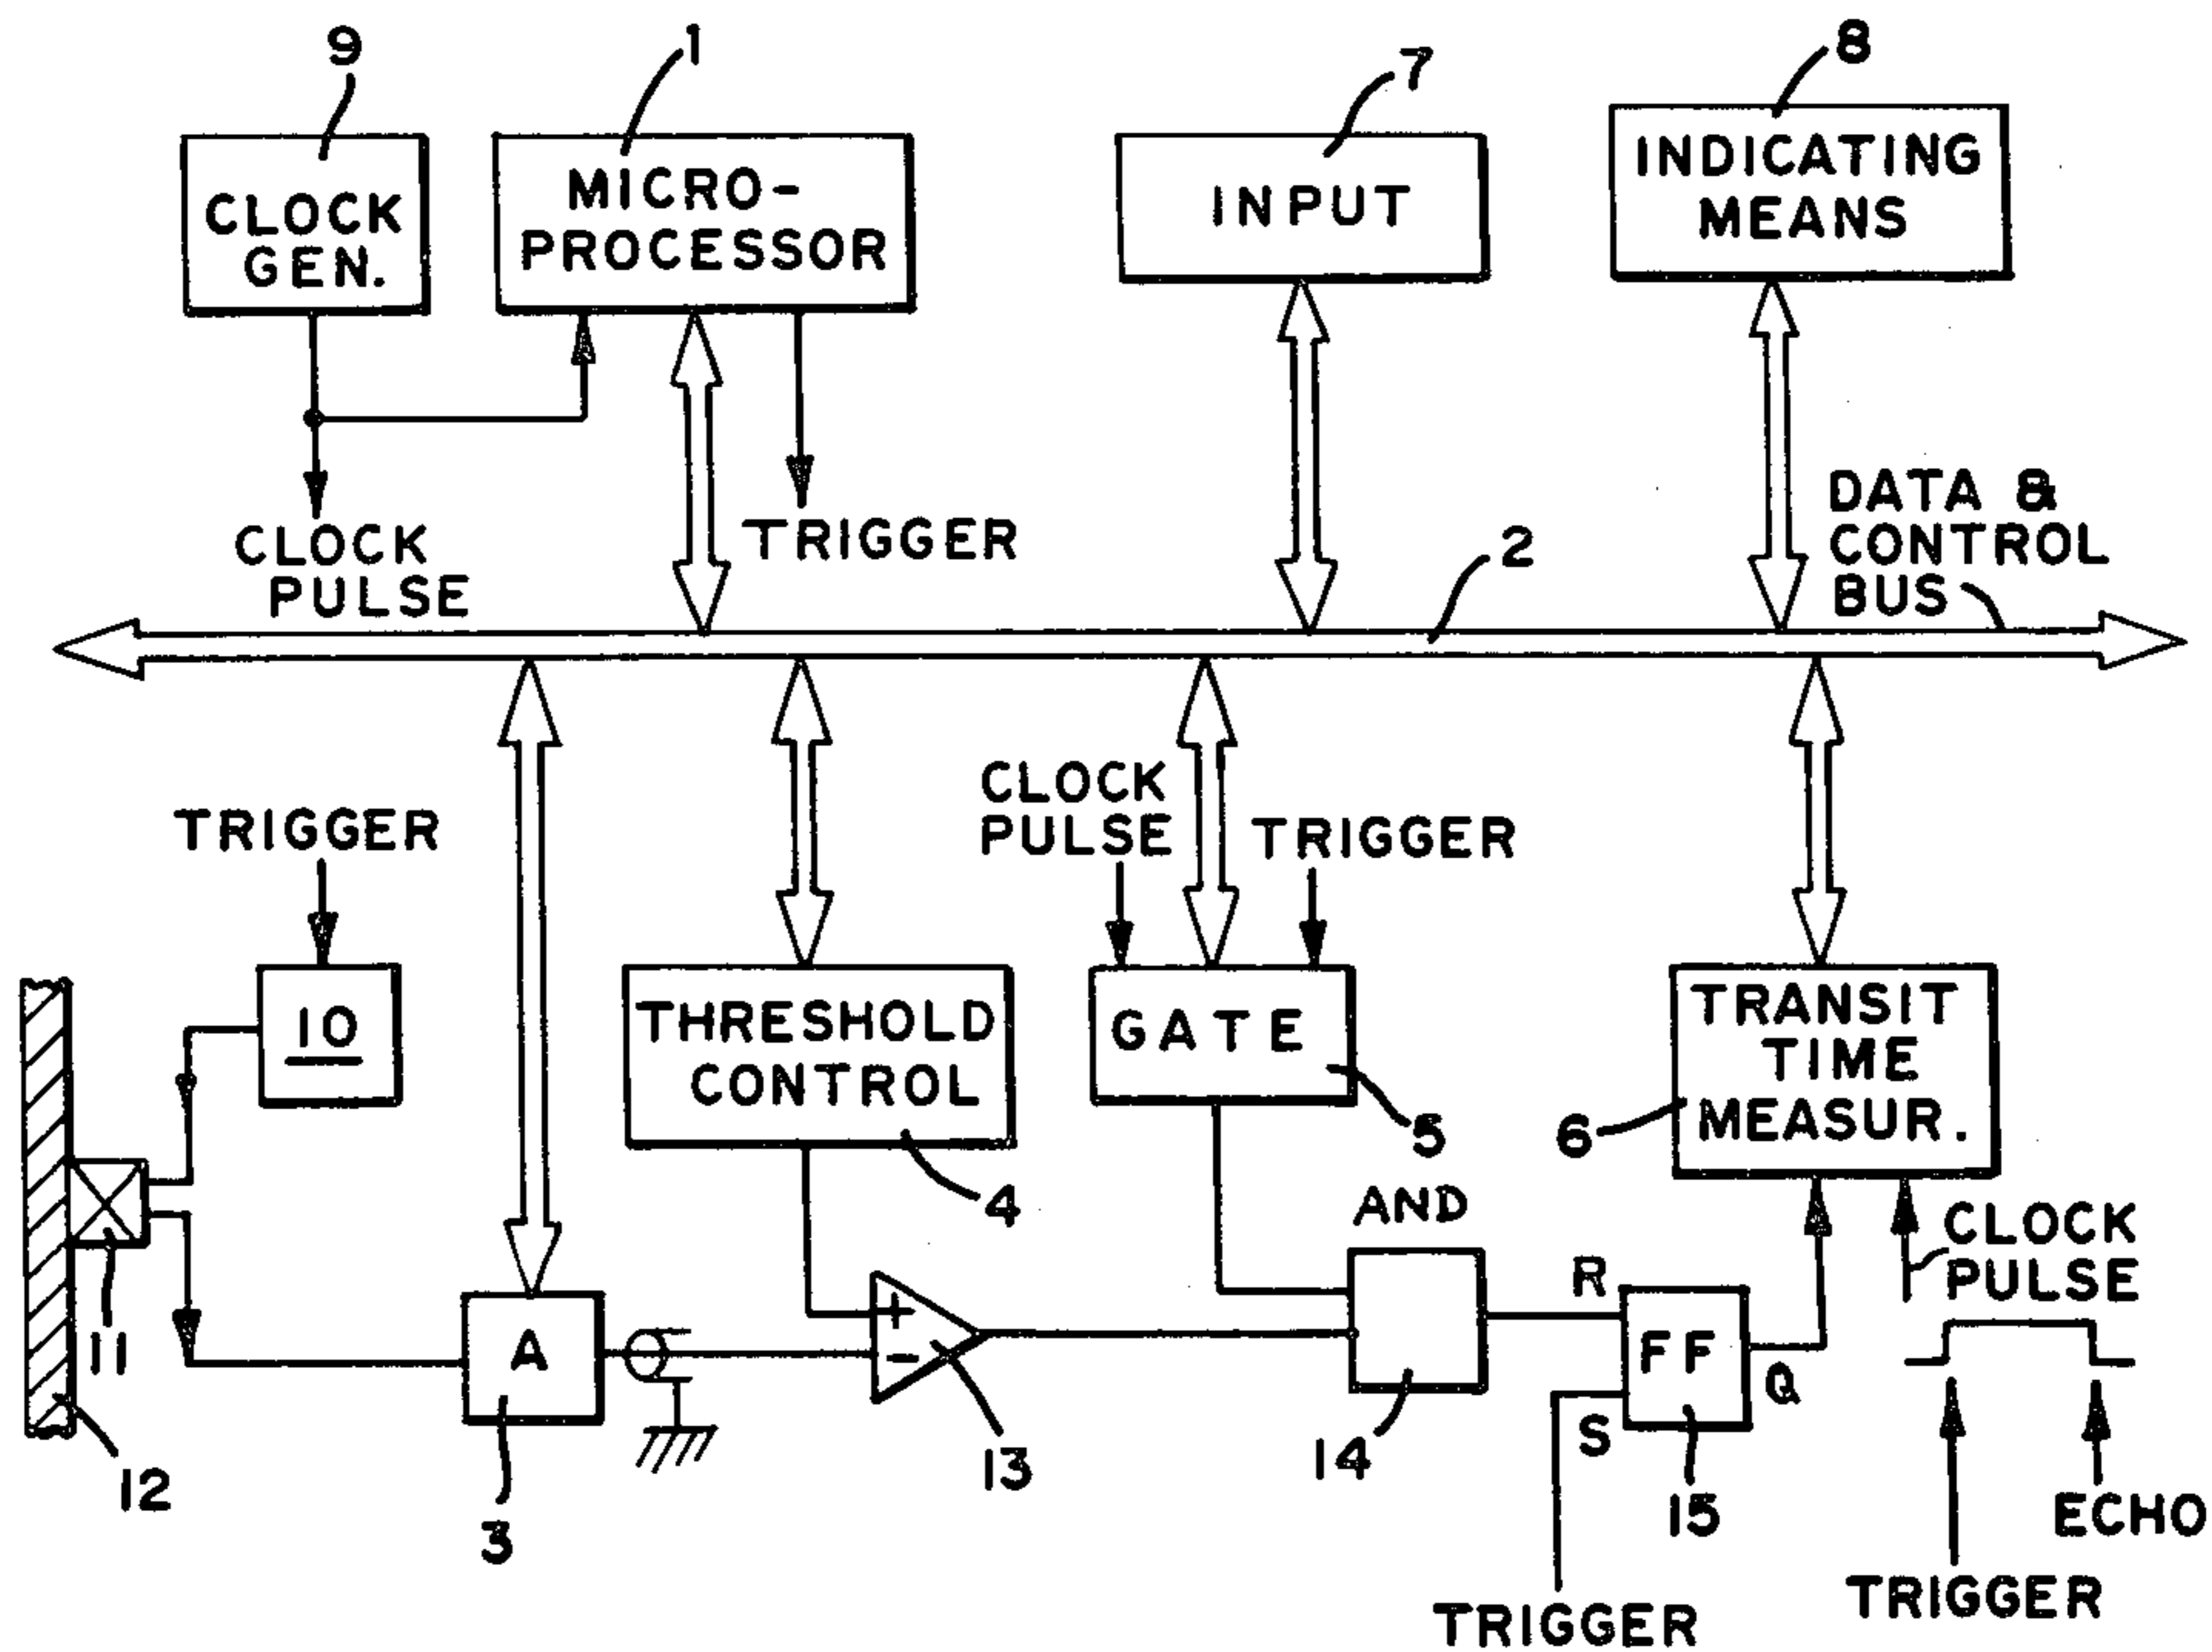 9
1
7
8
CLOCK
GEN.
MICRO-
PROCESSOR
INPUT
INDICATING
MEANS
CLOCK
PULSE
TRIGGER
2
DATA &
CONTROL
BUS
TRIGGER
CLOCK
PULSE
TRIGGER
10
THRESHOLD
CONTROL
GATE
TRANSIT
TIME
MEASUR.
5
6
4
AND
CLOCK
PULSE
11
A
+
-
R
FF
Q
S
12
3
13
14
15
ECHO
TRIGGER
TRIGGER